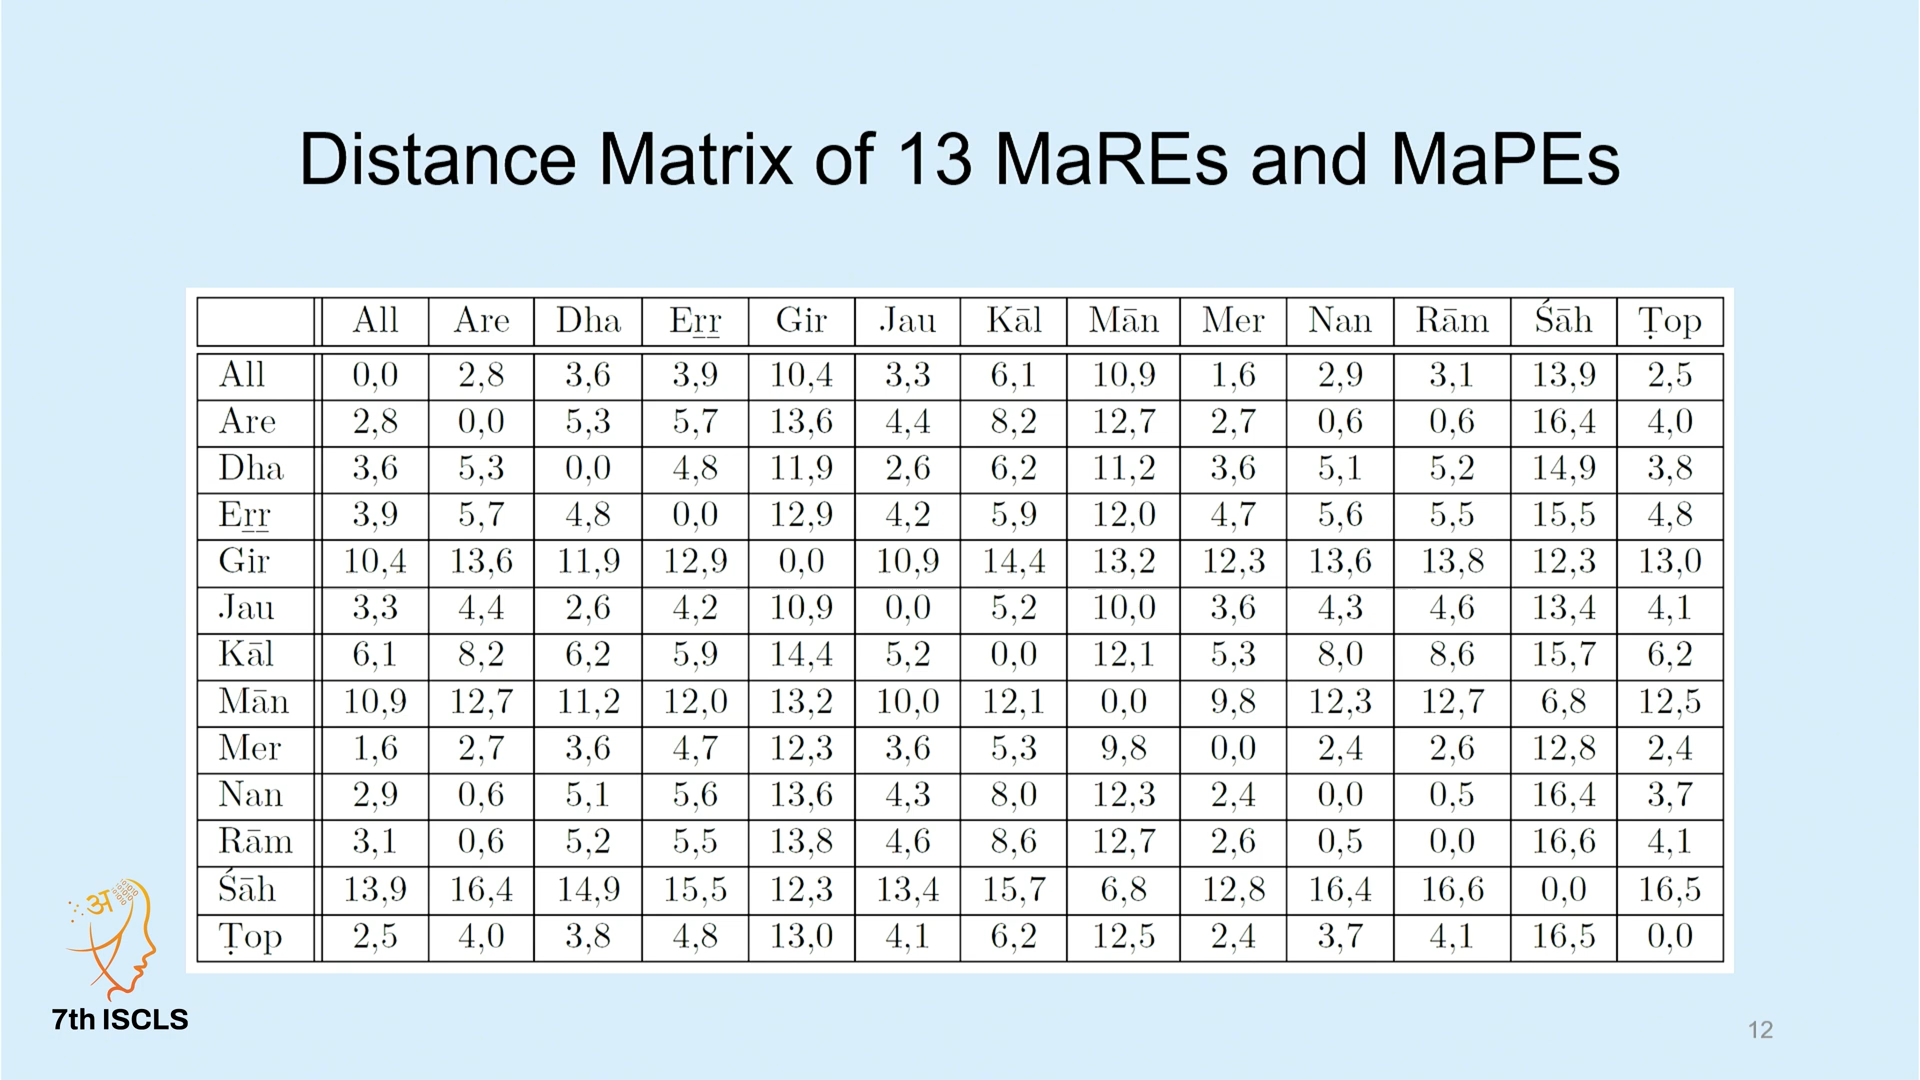 Distance Matrix of 13 MaREs and MaPEs
All Are Dha Er̲r̲ Gir Jau Kāl Mān Mer Nan Rām Śāh Ṭop
All 0,0 2,8 3,6 3,9 10,4 3,3 6,1 10,9 1,6 2,9 3,1 13,9 2,5
Are 2,8 0,0 5,3 5,7 13,6 4,4 8,2 12,7 2,7 0,6 0,6 16,4 4,0
Dha 3,6 5,3 0,0 4,8 11,9 2,6 6,2 11,2 3,6 5,1 5,2 14,9 3,8
Er̲r̲ 3,9 5,7 4,8 0,0 12,9 4,2 5,9 12,0 4,7 5,6 5,5 15,5 4,8
Gir 10,4 13,6 11,9 12,9 0,0 10,9 14,4 13,2 12,3 13,6 13,8 12,3 13,0
Jau 3,3 4,4 2,6 4,2 10,9 0,0 5,2 10,0 3,6 4,3 4,6 13,4 4,1
Kāl 6,1 8,2 6,2 5,9 14,4 5,2 0,0 12,1 5,3 8,0 8,6 15,7 6,2
Mān 10,9 12,7 11,2 12,0 13,2 10,0 12,1 0,0 9,8 12,3 12,7 6,8 12,5
Mer 1,6 2,7 3,6 4,7 12,3 3,6 5,3 9,8 0,0 2,4 2,6 12,8 2,4
Nan 2,9 0,6 5,1 5,6 13,6 4,3 8,0 12,3 2,4 0,0 0,5 16,4 3,7
Rām 3,1 0,6 5,2 5,5 13,8 4,6 8,6 12,7 2,6 0,5 0,0 16,6 4,1
Śāh 13,9 16,4 14,9 15,5 12,3 13,4 15,7 6,8 12,8 16,4 16,6 0,0 16,5
Ṭop 2,5 4,0 3,8 4,8 13,0 4,1 6,2 12,5 2,4 3,7 4,1 16,5 0,0
अ
7th ISCLS
12